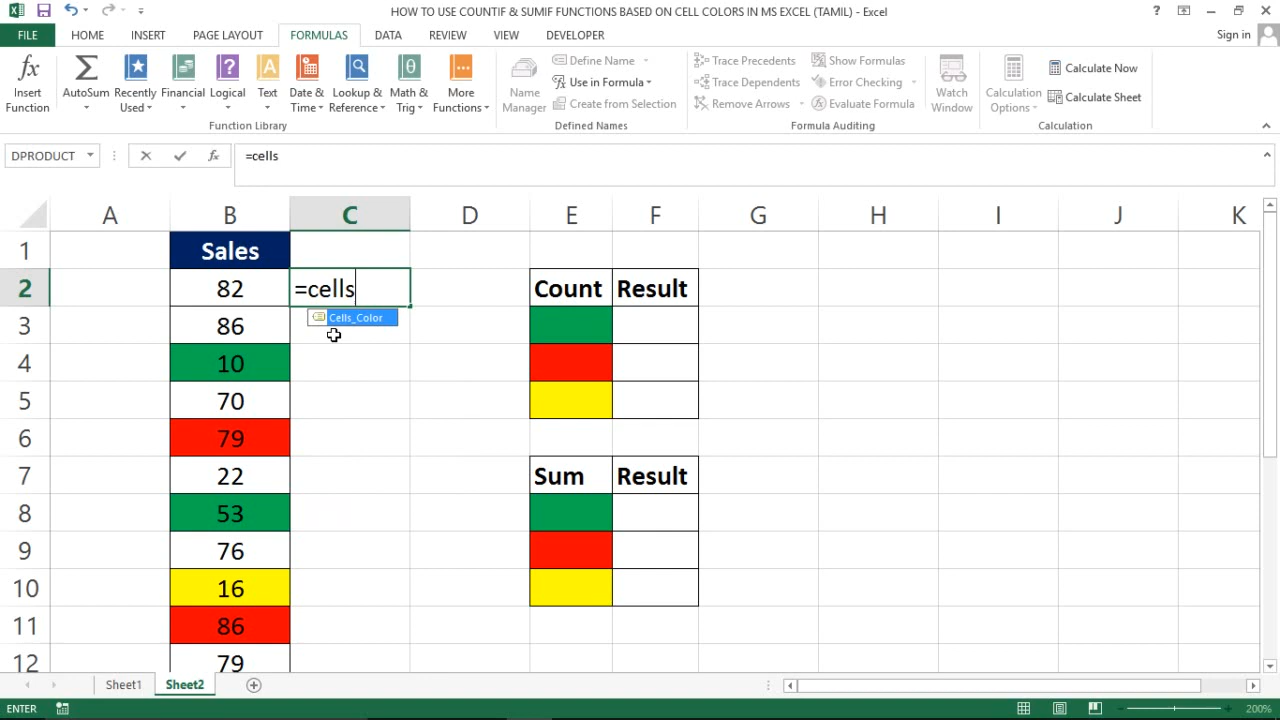 HOW TO USE COUNTIF & SUMIF FUNCTIONS BASED ON CELL COLORS IN MS EXCEL (TAMIL) - Excel
?
FILE HOME INSERT PAGE LAYOUT FORMULAS DATA REVIEW VIEW DEVELOPER Sign in
fx Insert Function
Σ AutoSum
Recently Used
Financial
Logical
Text
Date & Time
Lookup & Reference
Math & Trig
More Functions
Function Library
Name Manager
Define Name
Use in Formula
Create from Selection
Defined Names
Trace Precedents
Trace Dependents
Remove Arrows
Show Formulas
Error Checking
Evaluate Formula
Formula Auditing
Watch Window
Calculation Options
Calculate Now
Calculate Sheet
Calculation
DPRODUCT fx =cells
A B C D E F G H I J K
1 Sales
2 82 =cells Count Result
Cells_Color
3 86
4 10
5 70
6 79
7 22 Sum Result
8 53
9 76
10 16
11 86
12 79
Sheet1 Sheet2
ENTER 200%